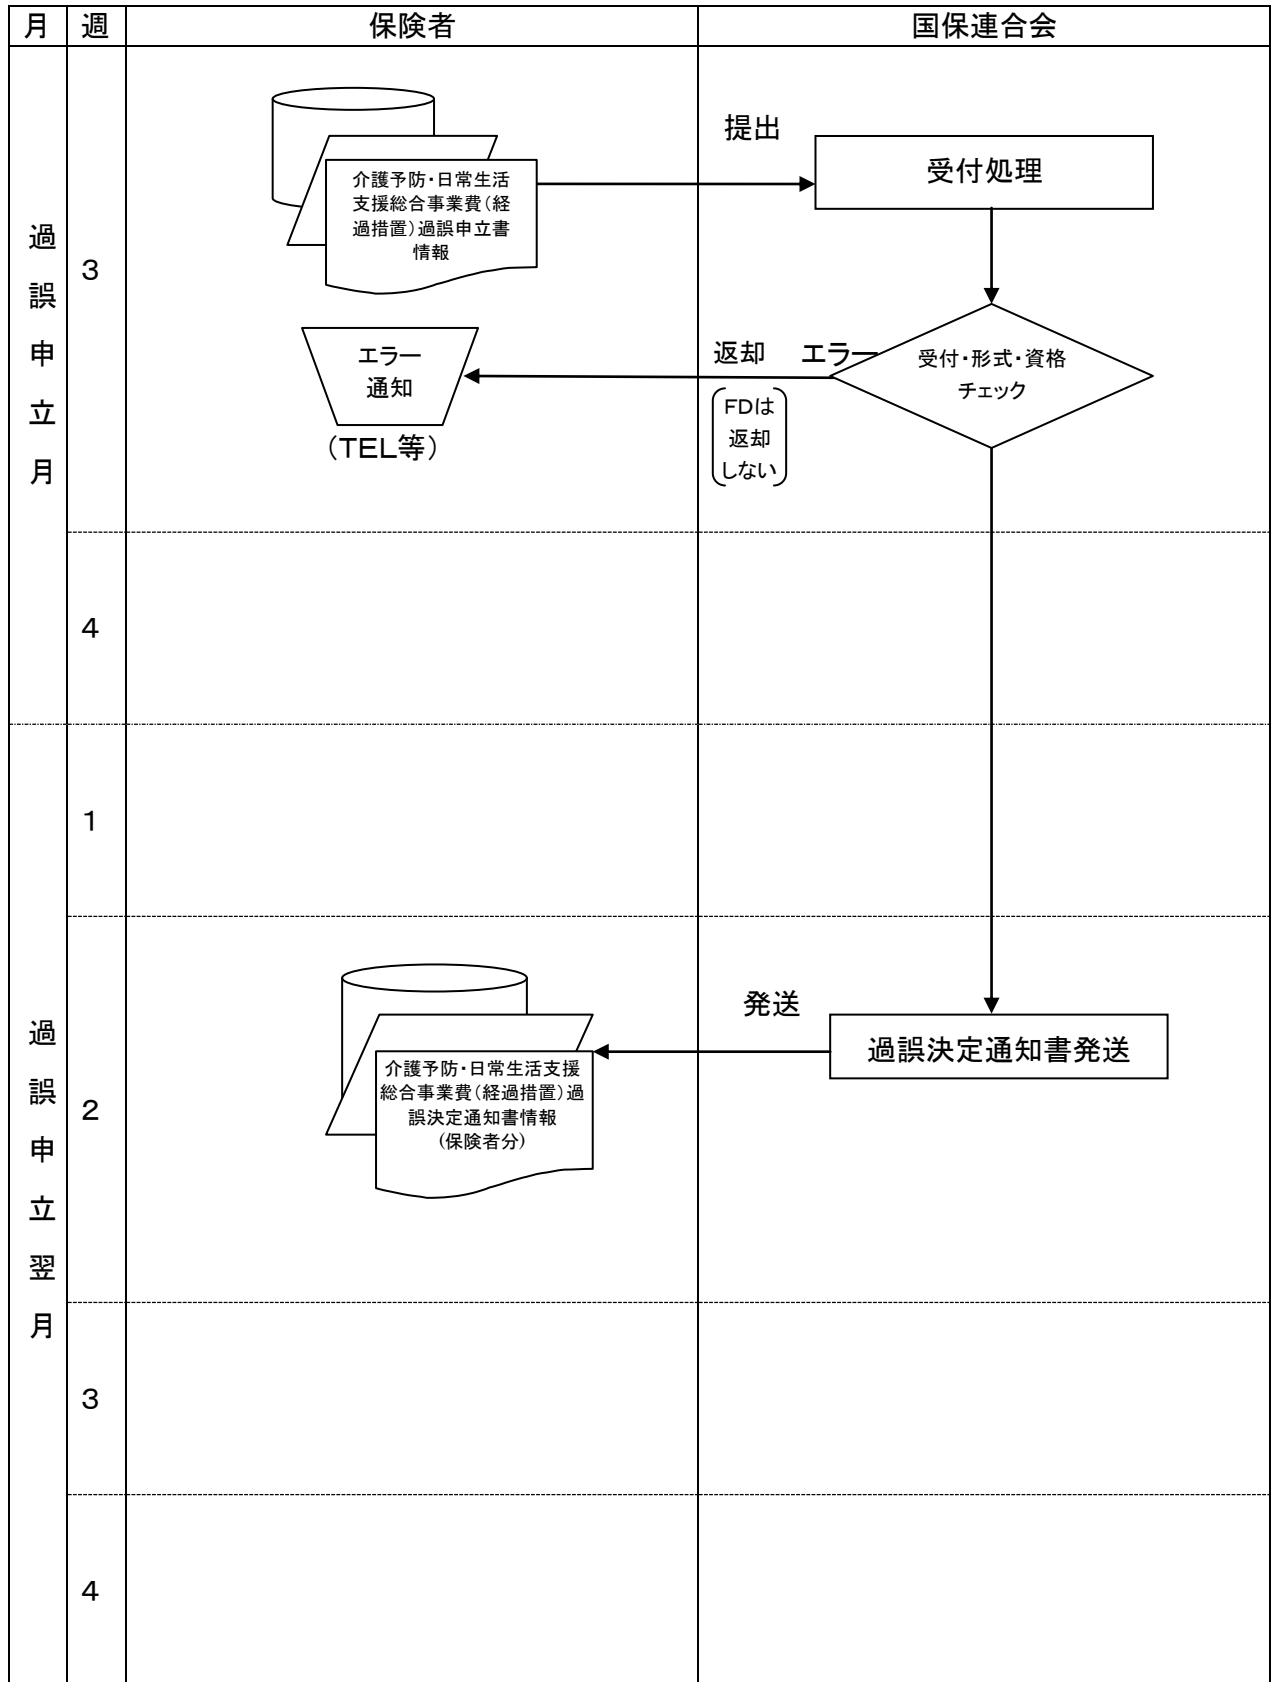 月 週 保険者 国保連合会
過誤申立月
3
介護予防・日常生活
支援総合事業費（経
過措置）過誤申立書
情報
提出
受付処理
エラー
通知
（TEL等）
返却 エラー
FDは
返却
しない
受付・形式・資格
チェック
4
過誤申立翌月
1
2
介護予防・日常生活支援
総合事業費（経過措置）過
誤決定通知書情報
(保険者分)
発送
過誤決定通知書発送
3
4